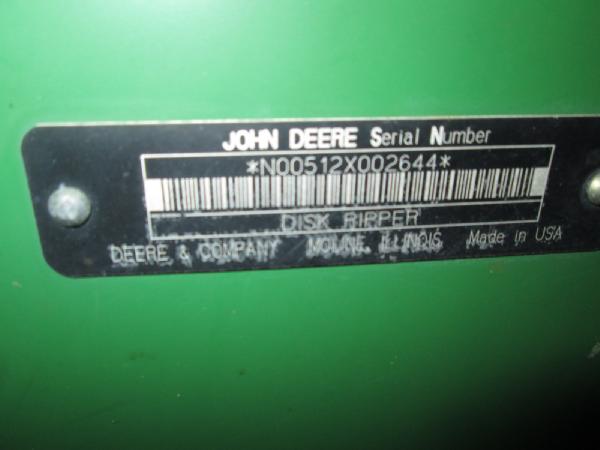 JOHN DEERE Serial Number
*N00512X002644*
DISK RIPPER
DEERE & COMPANY MOLINE, ILLINOIS Made in USA